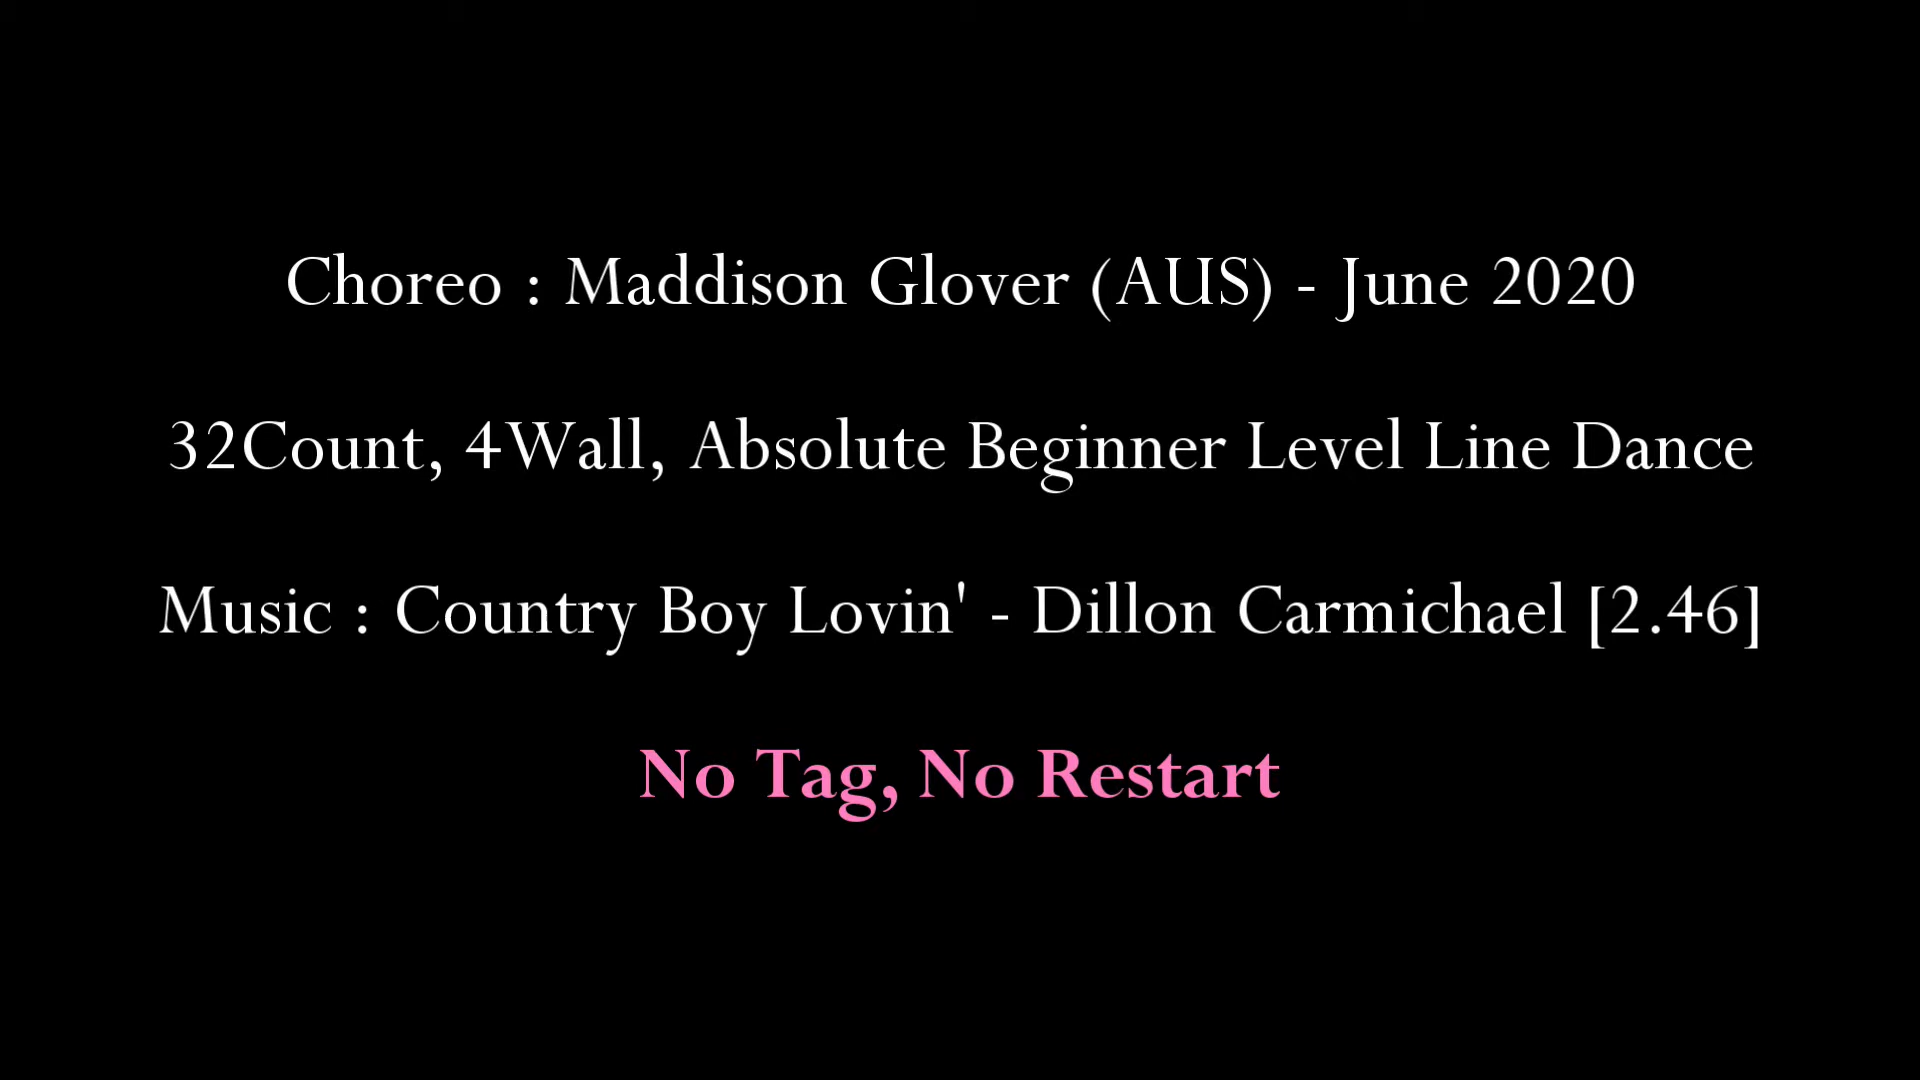 Choreo : Maddison Glover (AUS) - June 2020
32Count, 4Wall, Absolute Beginner Level Line Dance
Music : Country Boy Lovin' - Dillon Carmichael [2.46]
No Tag, No Restart